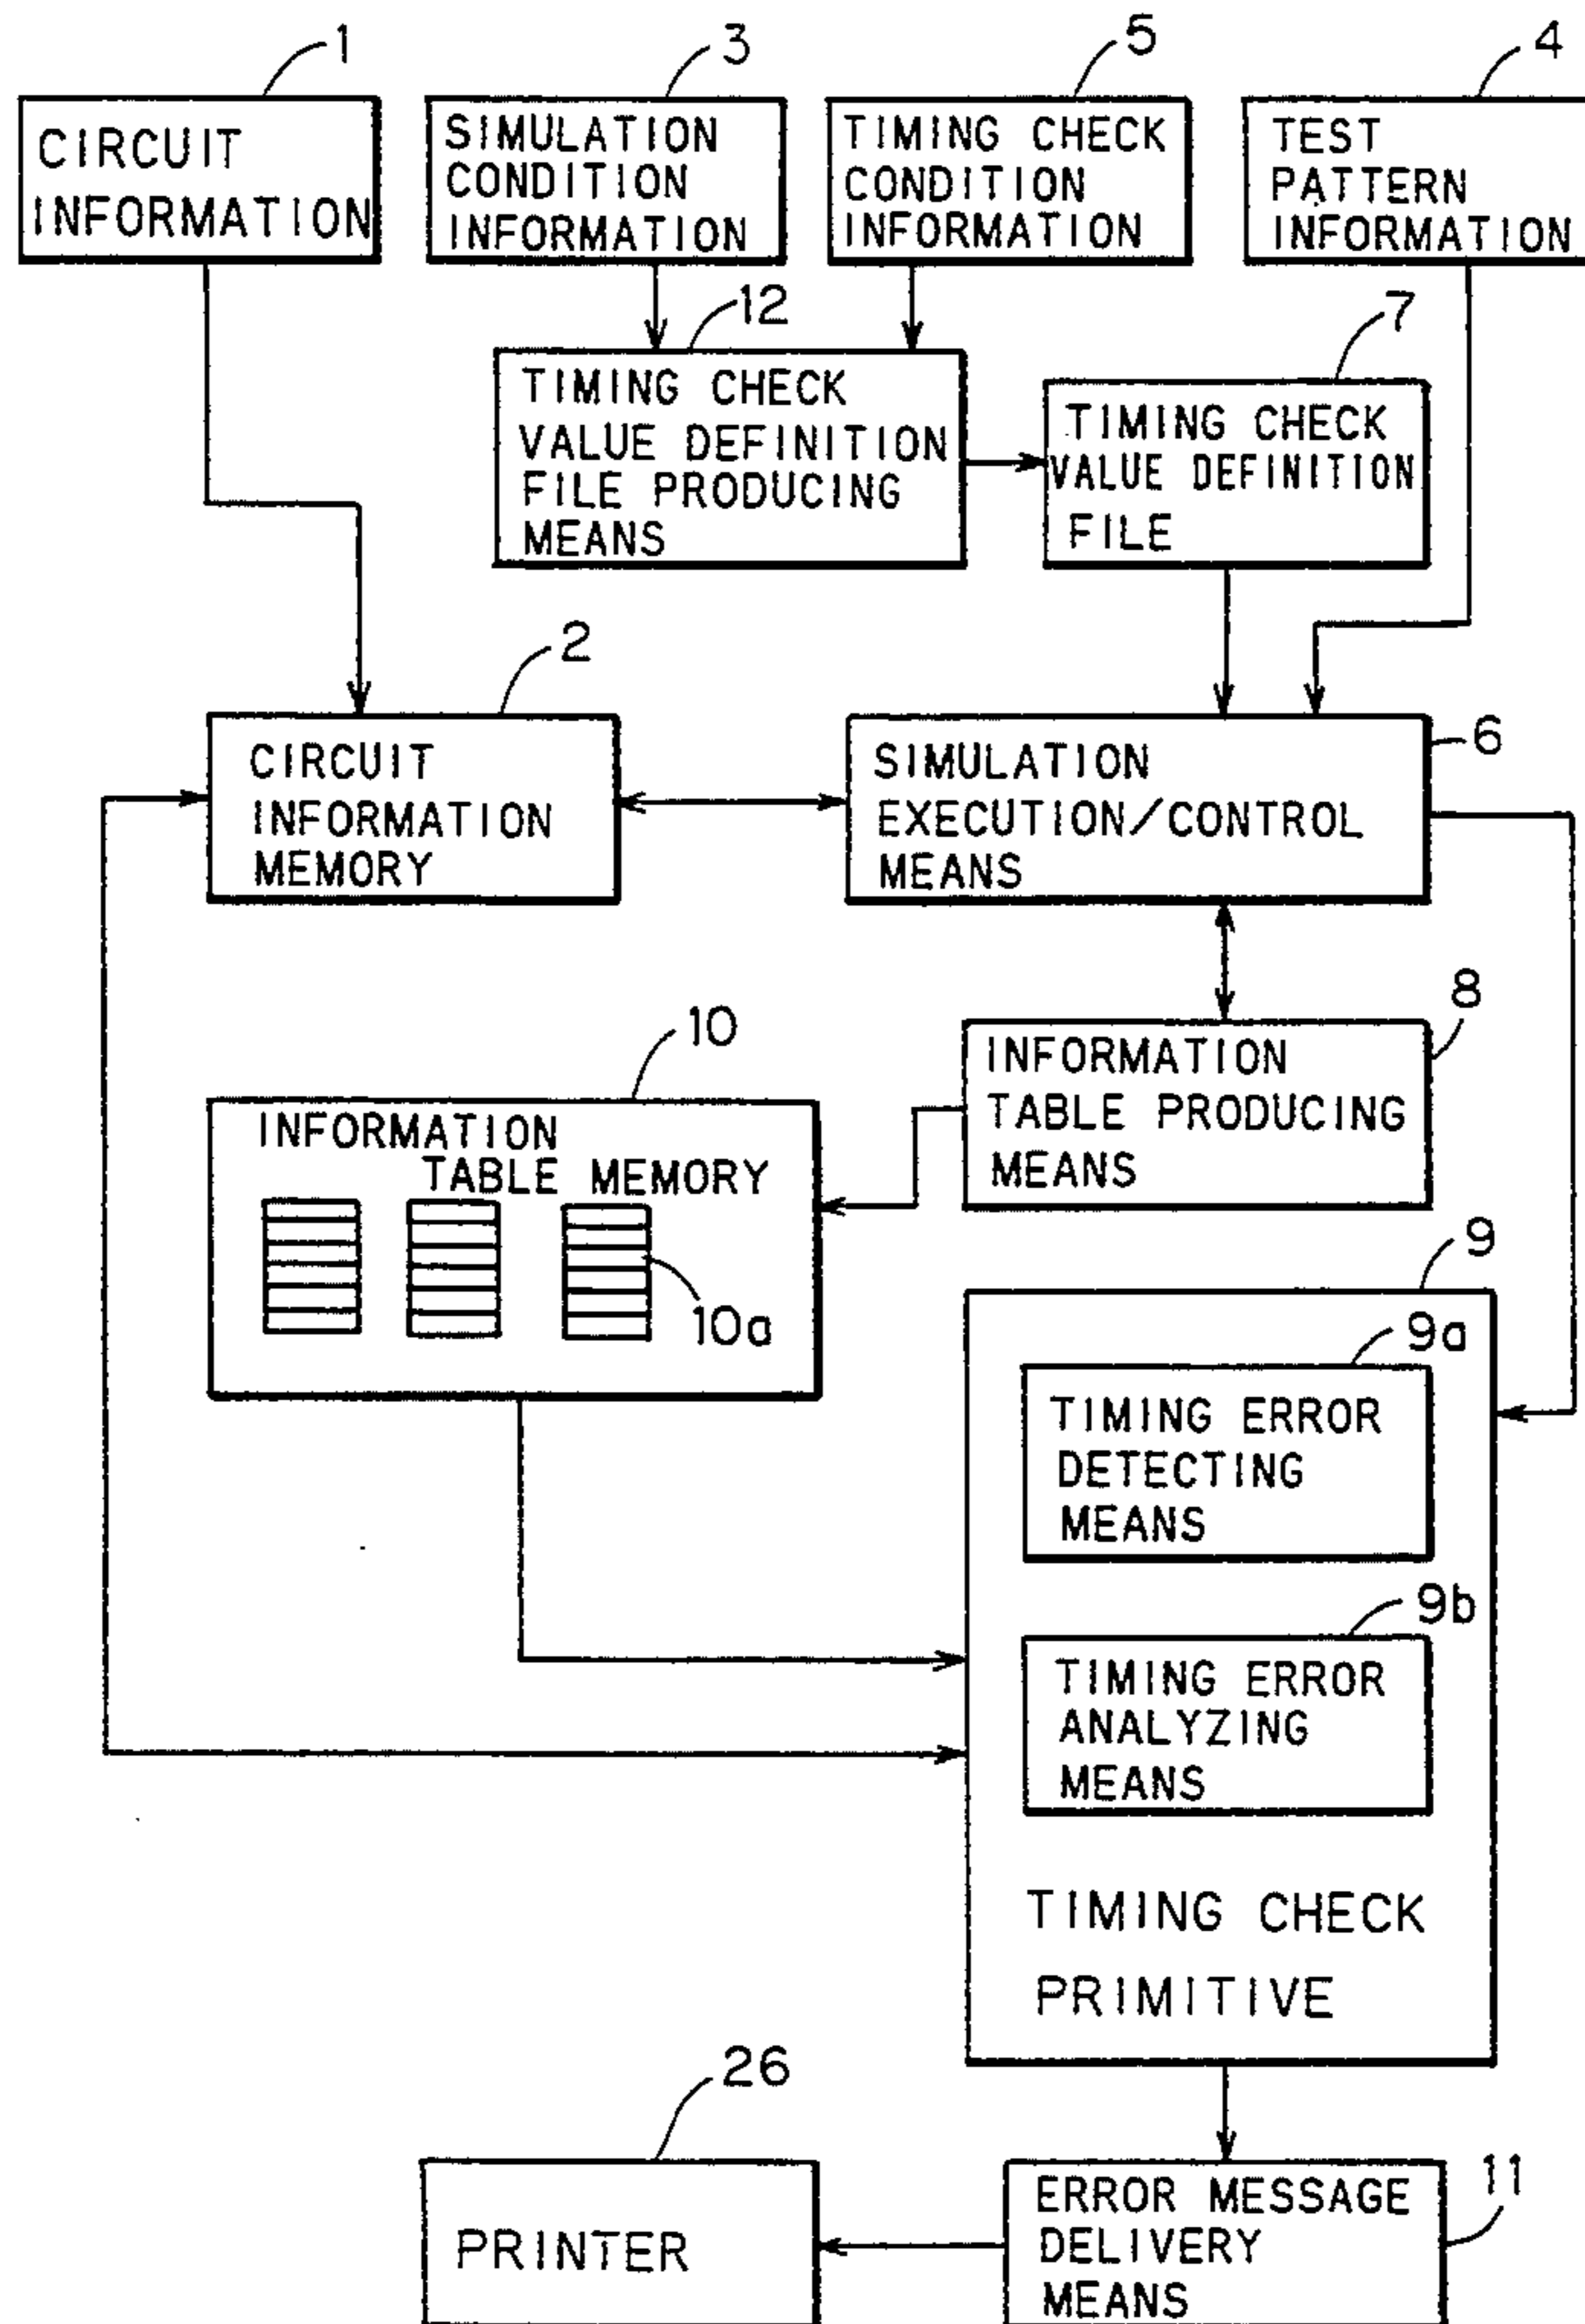 1
3
5
4
CIRCUIT
INFORMATION
SIMULATION
CONDITION
INFORMATION
TIMING CHECK
CONDITION
INFORMATION
TEST
PATTERN
INFORMATION
12
7
TIMING CHECK
VALUE DEFINITION
FILE PRODUCING
MEANS
TIMING CHECK
VALUE DEFINITION
FILE
2
6
CIRCUIT
INFORMATION
MEMORY
SIMULATION
EXECUTION/CONTROL
MEANS
8
10
INFORMATION
TABLE PRODUCING
MEANS
INFORMATION
TABLE MEMORY
10a
9
9a
TIMING ERROR
DETECTING
MEANS
9b
TIMING ERROR
ANALYZING
MEANS
TIMING CHECK
PRIMITIVE
26
11
PRINTER
ERROR MESSAGE
DELIVERY
MEANS